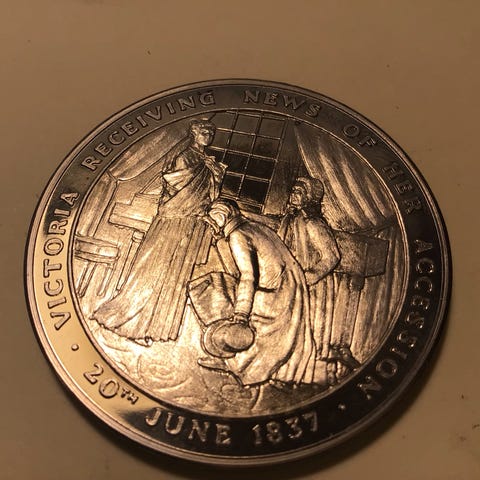 VICTORIA RECEIVING NEWS OF HER ACCESSION
· 20TH JUNE 1837 ·